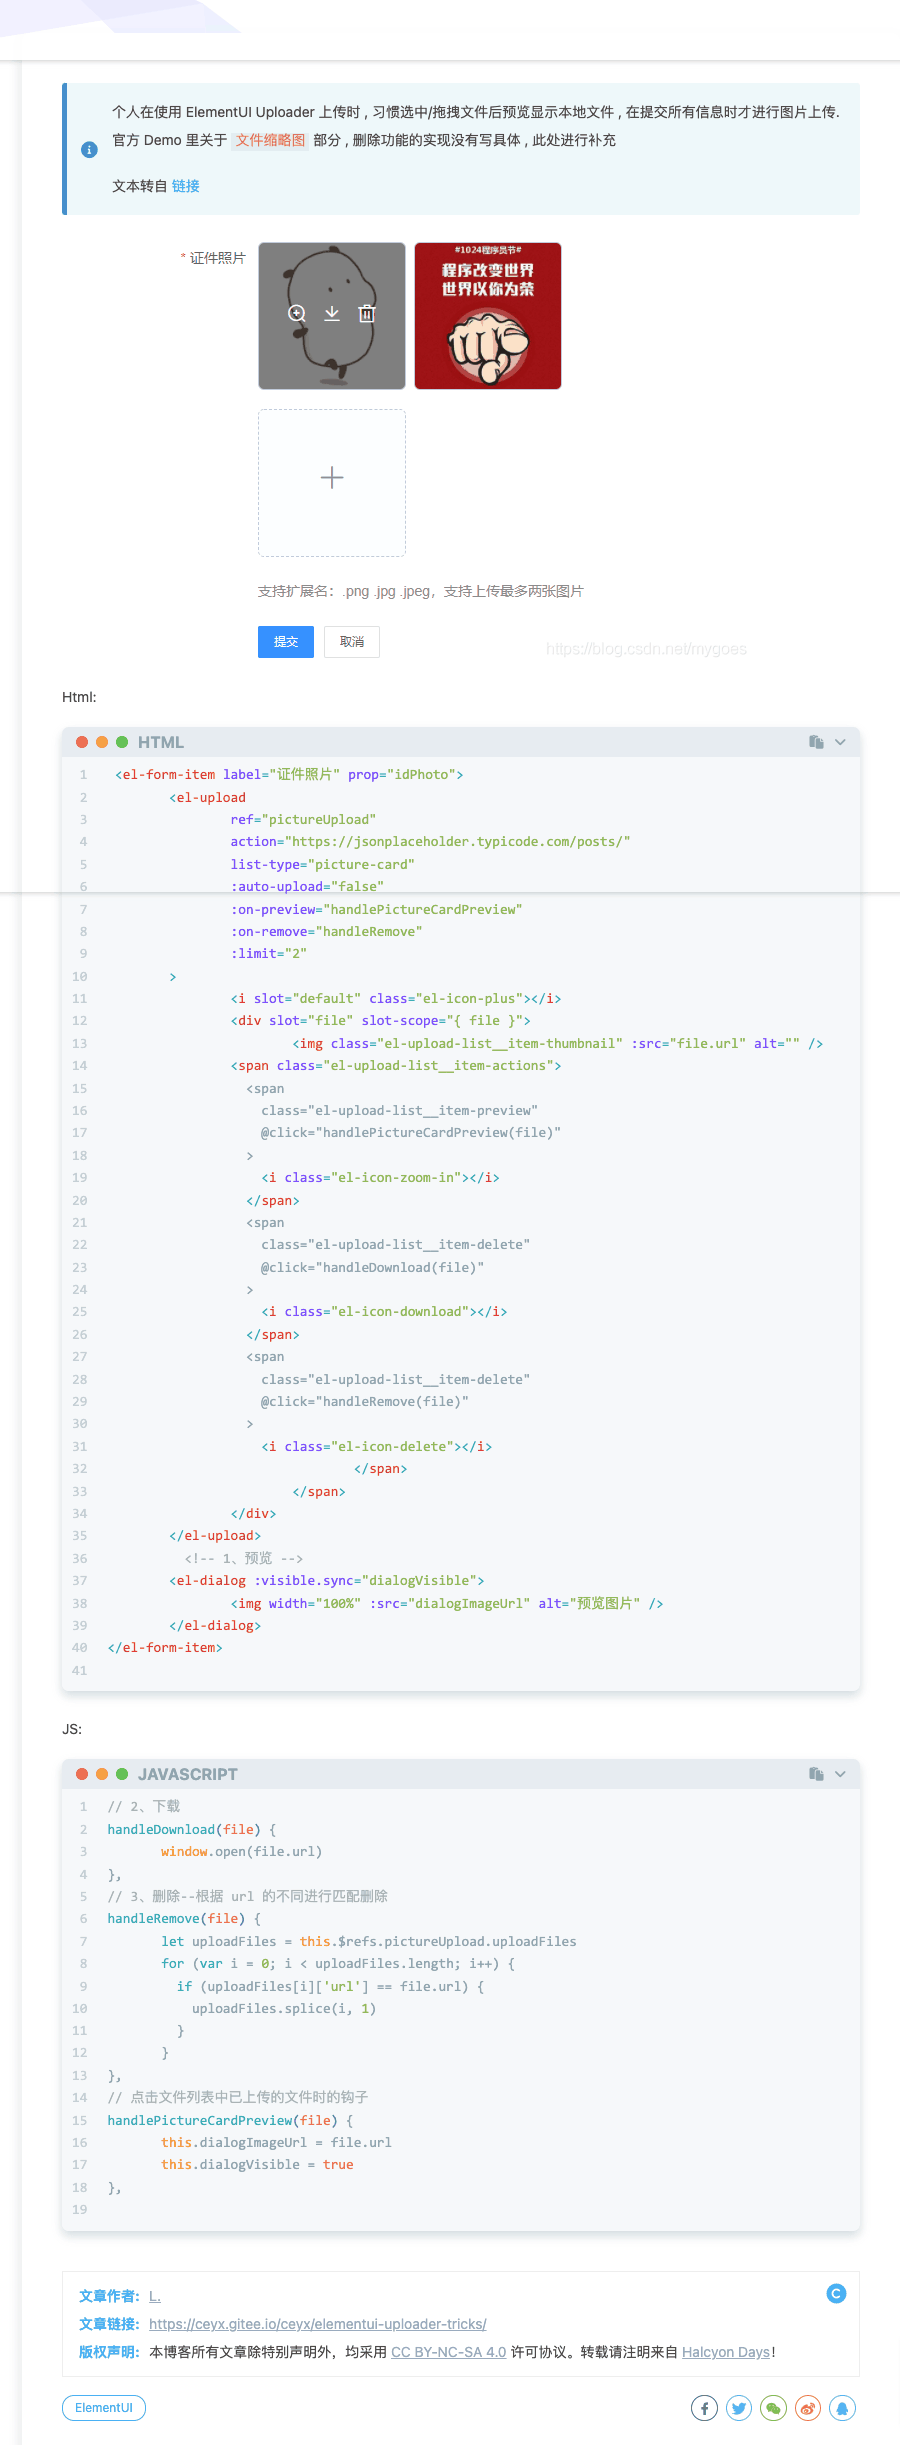 个人在使用 ElementUI Uploader 上传时 , 习惯选中/拖拽文件后预览显示本地文件 , 在提交所有信息时才进行图片上传.
官方 Demo 里关于 文件缩略图 部分 , 删除功能的实现没有写具体 , 此处进行补充
文本转自 链接
* 证件照片
#1024程序员节#
程序改变世界
世界以你为荣
支持扩展名：.png .jpg .jpeg，支持上传最多两张图片
提交 取消
https://blog.csdn.net/mygoes
Html:
HTML
1 <el-form-item label="证件照片" prop="idPhoto">
2 <el-upload
3 ref="pictureUpload"
4 action="https://jsonplaceholder.typicode.com/posts/"
5 list-type="picture-card"
6 :auto-upload="false"
7 :on-preview="handlePictureCardPreview"
8 :on-remove="handleRemove"
9 :limit="2"
10 >
11 <i slot="default" class="el-icon-plus"></i>
12 <div slot="file" slot-scope="{ file }">
13 <img class="el-upload-list__item-thumbnail" :src="file.url" alt="" />
14 <span class="el-upload-list__item-actions">
15 <span
16 class="el-upload-list__item-preview"
17 @click="handlePictureCardPreview(file)"
18 >
19 <i class="el-icon-zoom-in"></i>
20 </span>
21 <span
22 class="el-upload-list__item-delete"
23 @click="handleDownload(file)"
24 >
25 <i class="el-icon-download"></i>
26 </span>
27 <span
28 class="el-upload-list__item-delete"
29 @click="handleRemove(file)"
30 >
31 <i class="el-icon-delete"></i>
32 </span>
33 </span>
34 </div>
35 </el-upload>
36 <!-- 1、预览 -->
37 <el-dialog :visible.sync="dialogVisible">
38 <img width="100%" :src="dialogImageUrl" alt="预览图片" />
39 </el-dialog>
40 </el-form-item>
41
JS:
JAVASCRIPT
1 // 2、下载
2 handleDownload(file) {
3 window.open(file.url)
4 },
5 // 3、删除--根据 url 的不同进行匹配删除
6 handleRemove(file) {
7 let uploadFiles = this.$refs.pictureUpload.uploadFiles
8 for (var i = 0; i < uploadFiles.length; i++) {
9 if (uploadFiles[i]['url'] == file.url) {
10 uploadFiles.splice(i, 1)
11 }
12 }
13 },
14 // 点击文件列表中已上传的文件时的钩子
15 handlePictureCardPreview(file) {
16 this.dialogImageUrl = file.url
17 this.dialogVisible = true
18 },
19
文章作者: L.
文章链接: https://ceyx.gitee.io/ceyx/elementui-uploader-tricks/
版权声明: 本博客所有文章除特别声明外，均采用 CC BY-NC-SA 4.0 许可协议。转载请注明来自 Halcyon Days！
ElementUI